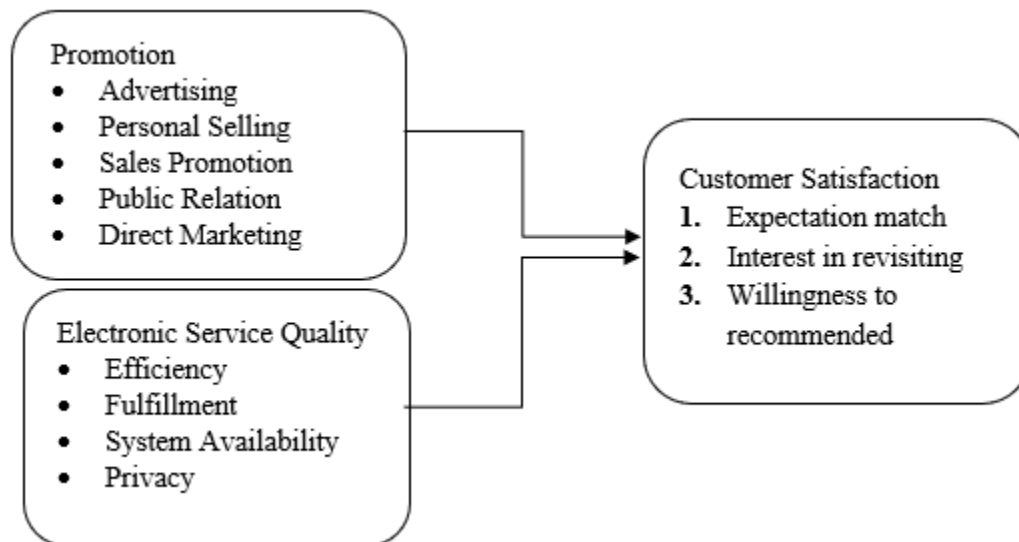 Promotion
• Advertising
• Personal Selling
• Sales Promotion
• Public Relation
• Direct Marketing
Electronic Service Quality
• Efficiency
• Fulfillment
• System Availability
• Privacy
Customer Satisfaction
1. Expectation match
2. Interest in revisiting
3. Willingness to
recommended